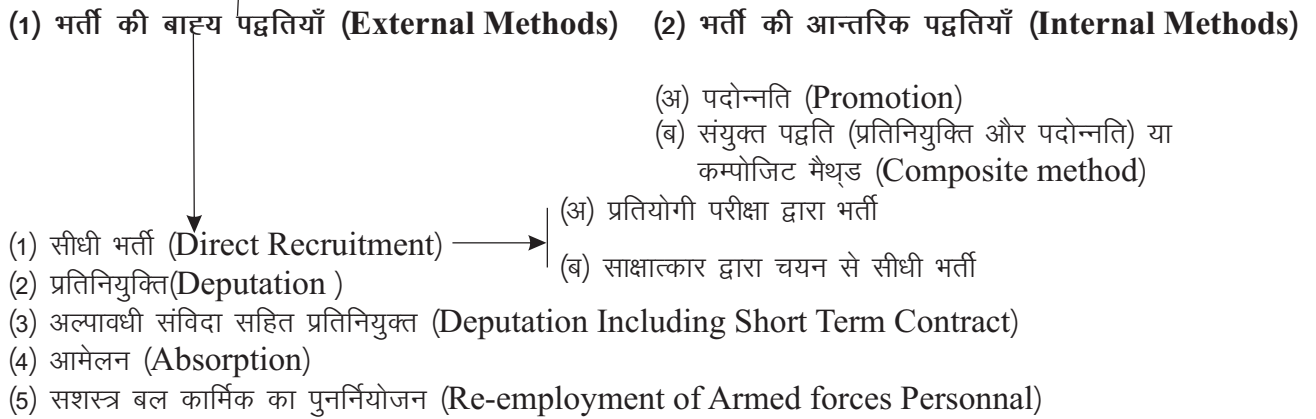 (1) भर्ती की बाह्य पद्वतियाँ (External Methods) (2) भर्ती की आन्तरिक पद्वतियाँ (Internal Methods)
(अ) पदोन्नति (Promotion)
(ब) संयुक्त पद्वति (प्रतिनियुक्ति और पदोन्नति) या
कम्पोजिट मैथ्ड (Composite method)
(अ) प्रतियोगी परीक्षा द्वारा भर्ती
(1) सीधी भर्ती (Direct Recruitment)
(ब) साक्षात्कार द्वारा चयन से सीधी भर्ती
(2) प्रतिनियुक्ति(Deputation )
(3) अल्पावधी संविदा सहित प्रतिनियुक्त (Deputation Including Short Term Contract)
(4) आमेलन (Absorption)
(5) सशस्त्र बल कार्मिक का पुनर्नियोजन (Re-employment of Armed forces Personnal)